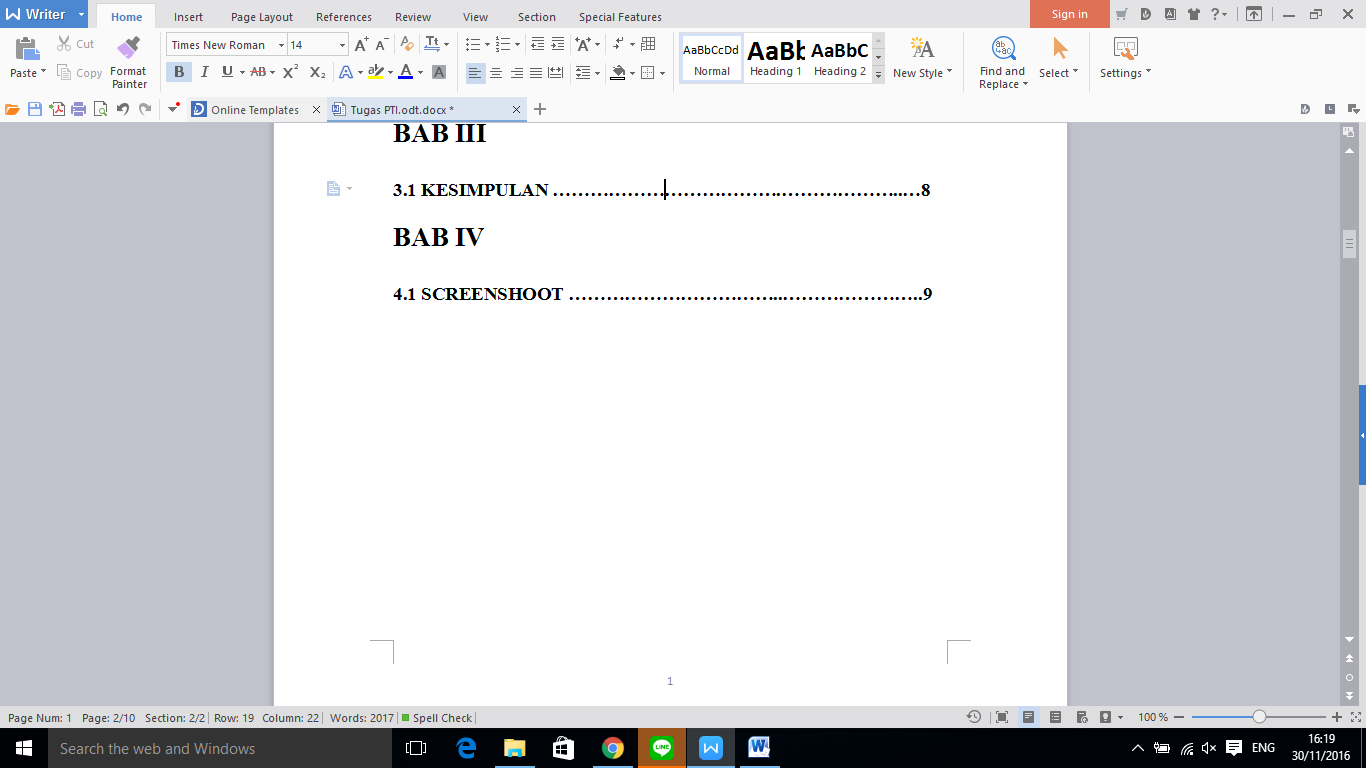 Writer
Home Insert Page Layout References Review View Section Special Features
Sign in
Paste Cut Copy Format Painter
Times New Roman 14
AaBbCcDd AaBb AaBbC
Normal Heading 1 Heading 2
New Style Find and Replace Select Settings
Online Templates Tugas PTI.odt.docx *
BAB III
3.1 KESIMPULAN ……………………………………………………...…8
BAB IV
4.1 SCREENSHOOT ……………………………...…………………..9
1
Page Num: 1 Page: 2/10 Section: 2/2 Row: 19 Column: 22 Words: 2017 Spell Check 100 %
Search the web and Windows
ENG
16:19
30/11/2016